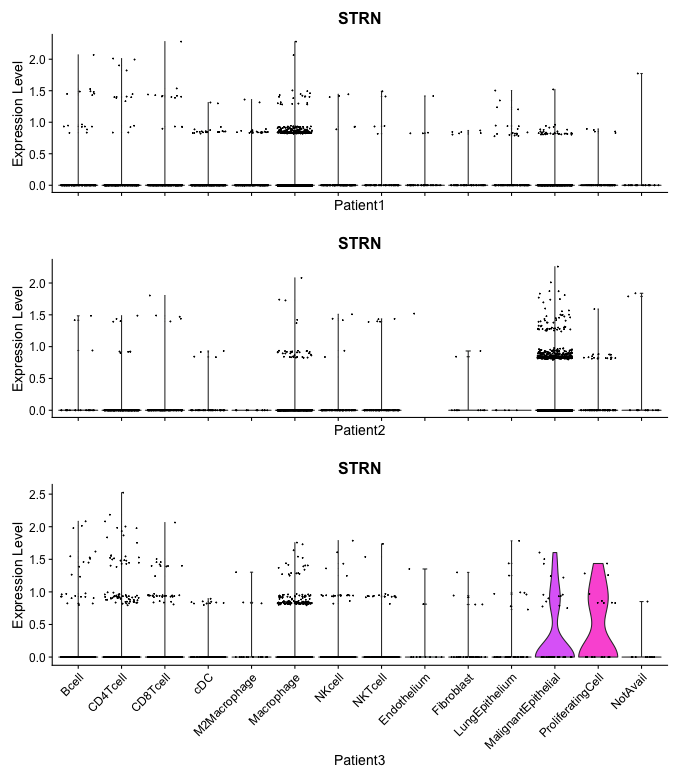 STRN
Expression Level
2.0
1.5
1.0
0.5
0.0
Patient1
STRN
Expression Level
2.0
1.5
1.0
0.5
0.0
Patient2
STRN
Expression Level
2.5
2.0
1.5
1.0
0.5
0.0
Bcell
CD4Tcell
CD8Tcell
cDC
M2Macrophage
Macrophage
NKcell
NKTcell
Endothelium
Fibroblast
LungEpithelium
MalignantEpithelial
ProliferatingCell
NotAvail
Patient3